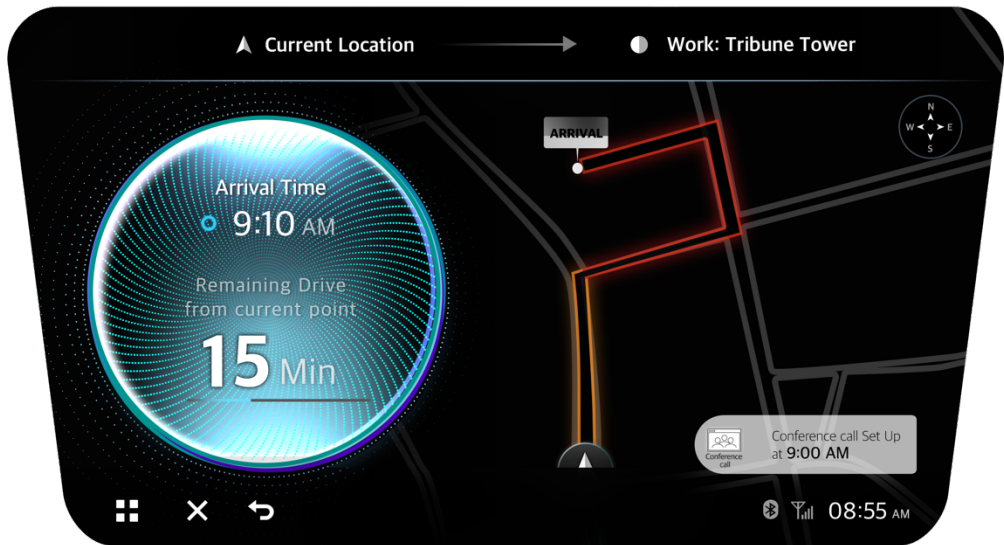 Current Location
Work: Tribune Tower
N
W
E
S
ARRIVAL
Arrival Time
9:10 AM
Remaining Drive
from current point
15 Min
Conference call
Conference call Set Up
at 9:00 AM
08:55 AM